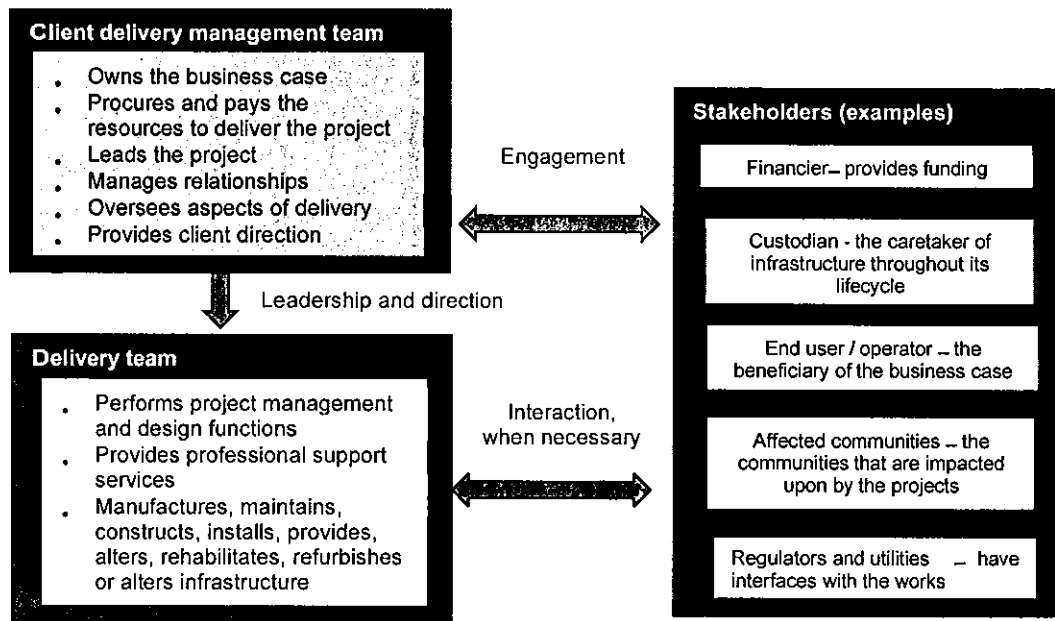 Client delivery management team
• Owns the business case
• Procures and pays the
resources to deliver the project
• Leads the project
• Manages relationships
• Oversees aspects of delivery
• Provides client direction
Engagement
Leadership and direction
Delivery team
• Performs project management
and design functions
• Provides professional support
services
• Manufactures, maintains,
constructs, installs, provides,
alters, rehabilitates, refurbishes
or alters infrastructure
Interaction,
when necessary
Stakeholders (examples)
Financier– provides funding
Custodian - the caretaker of
infrastructure throughout its
lifecycle
End user / operator – the
beneficiary of the business case
Affected communities – the
communities that are impacted
upon by the projects
Regulators and utilities – have
interfaces with the works